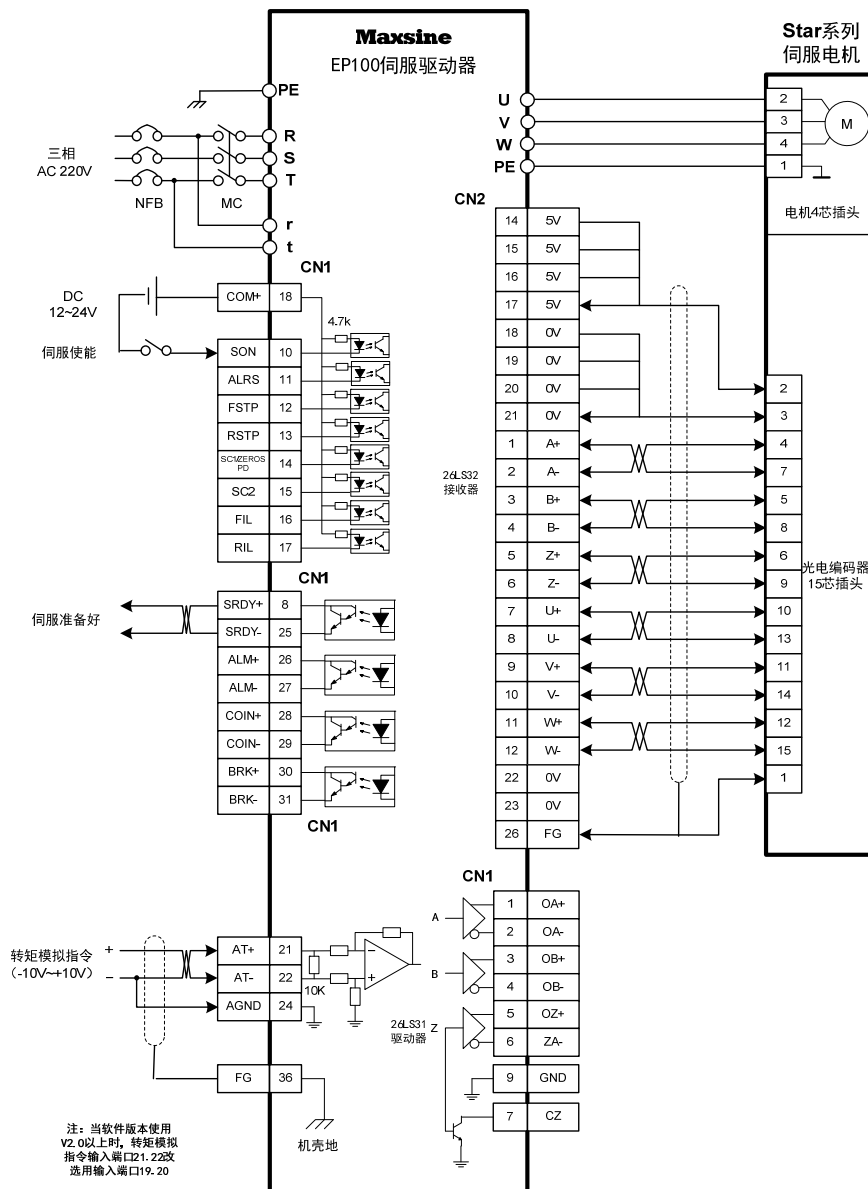 Maxsine
EP100伺服驱动器
Star系列
伺服电机
PE
三相
AC 220V
R
S
T
NFB
MC
r
t
U
V
W
PE
2
3
4
1
M
电机4芯插头
CN1
DC
12~24V
COM+ 18
4.7k
伺服使能
SON 10
ALRS 11
FSTP 12
RSTP 13
SC1/ZEROS
PD
14
SC2 15
FIL 16
RIL 17
CN1
伺服准备好
SRDY+ 8
SRDY- 25
ALM+ 26
ALM- 27
COIN+ 28
COIN- 29
BRK+ 30
BRK- 31
CN1
CN2
14 5V
15 5V
16 5V
17 5V
18 0V
19 0V
20 0V
21 0V
1 A+
2 A-
3 B+
4 B-
5 Z+
6 Z-
7 U+
8 U-
9 V+
10 V-
11 W+
12 W-
22 0V
23 0V
26 FG
26LS32
接收器
2
3
4
7
5
8
6
9
10
13
11
14
12
15
1
光电编码器
15芯插头
转矩模拟指令
(-10V~+10V)
+
-
AT+ 21
AT- 22
AGND 24
10K
-
+
FG 36
机壳地
CN1
A
B
Z
1 OA+
2 OA-
3 OB+
4 OB-
5 OZ+
6 ZA-
9 GND
7 CZ
26LS31
驱动器
注：当软件版本使用
V2.0以上时，转矩模拟
指令输入端口21.22改
选用输入端口19.20